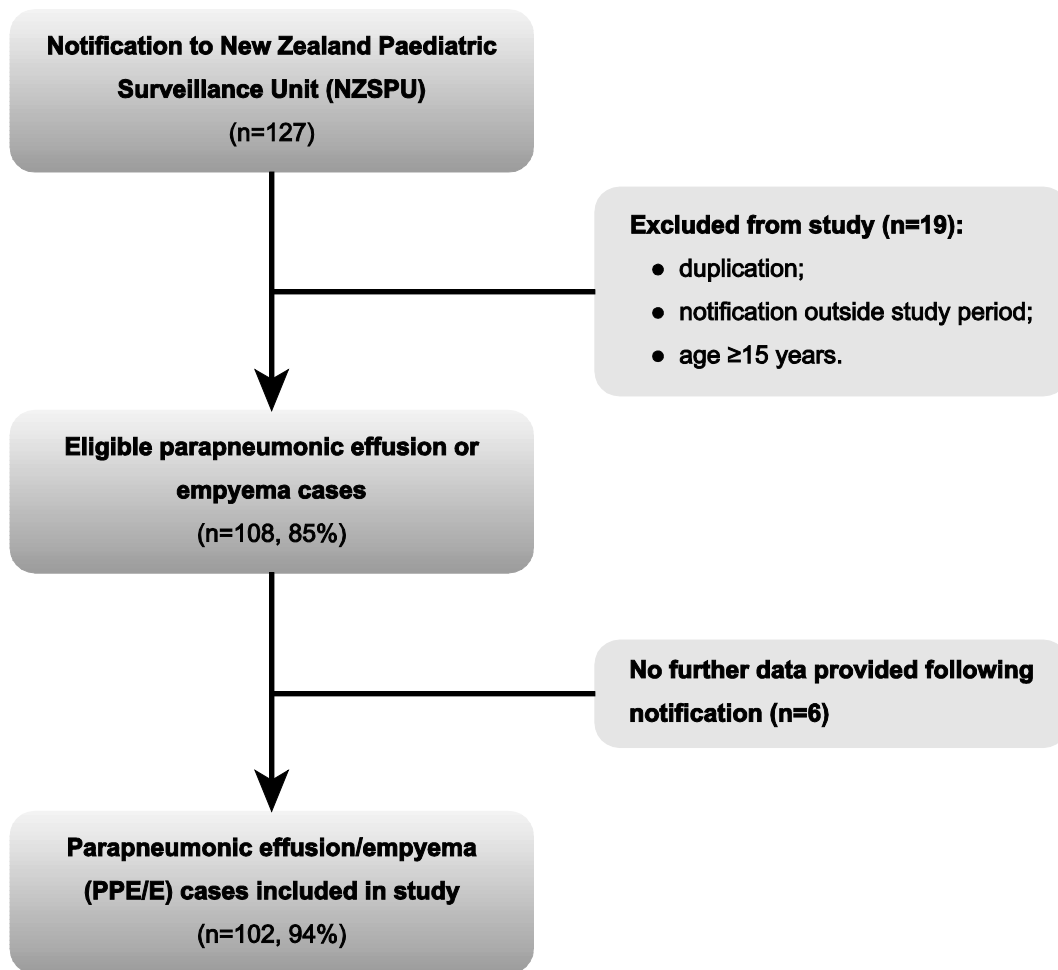 Notification to New Zealand Paediatric
Surveillance Unit (NZSPU)
(n=127)
Excluded from study (n=19):
● duplication;
● notification outside study period;
● age ≥15 years.
Eligible parapneumonic effusion or
empyema cases
(n=108, 85%)
No further data provided following
notification (n=6)
Parapneumonic effusion/empyema
(PPE/E) cases included in study
(n=102, 94%)